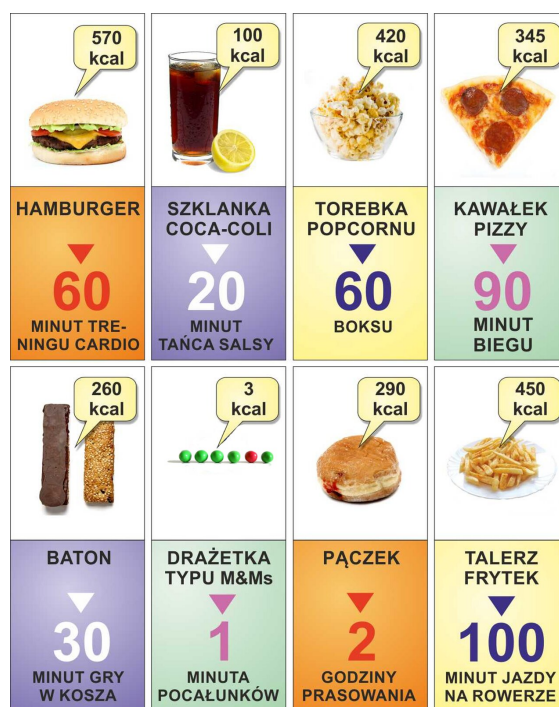 570
kcal
HAMBURGER
60
MINUT TRE-
NINGU CARDIO
100
kcal
SZKLANKA
COCA-COLI
20
MINUT
TAŃCA SALSY
420
kcal
TOREBKA
POPCORNU
60
BOKSU
345
kcal
KAWAŁEK
PIZZY
90
MINUT
BIEGU
260
kcal
BATON
30
MINUT GRY
W KOSZA
3
kcal
DRAŻETKA
TYPU M&Ms
1
MINUTA
POCAŁUNKÓW
290
kcal
PĄCZEK
2
GODZINY
PRASOWANIA
450
kcal
TALERZ
FRYTEK
100
MINUT JAZDY
NA ROWERZE